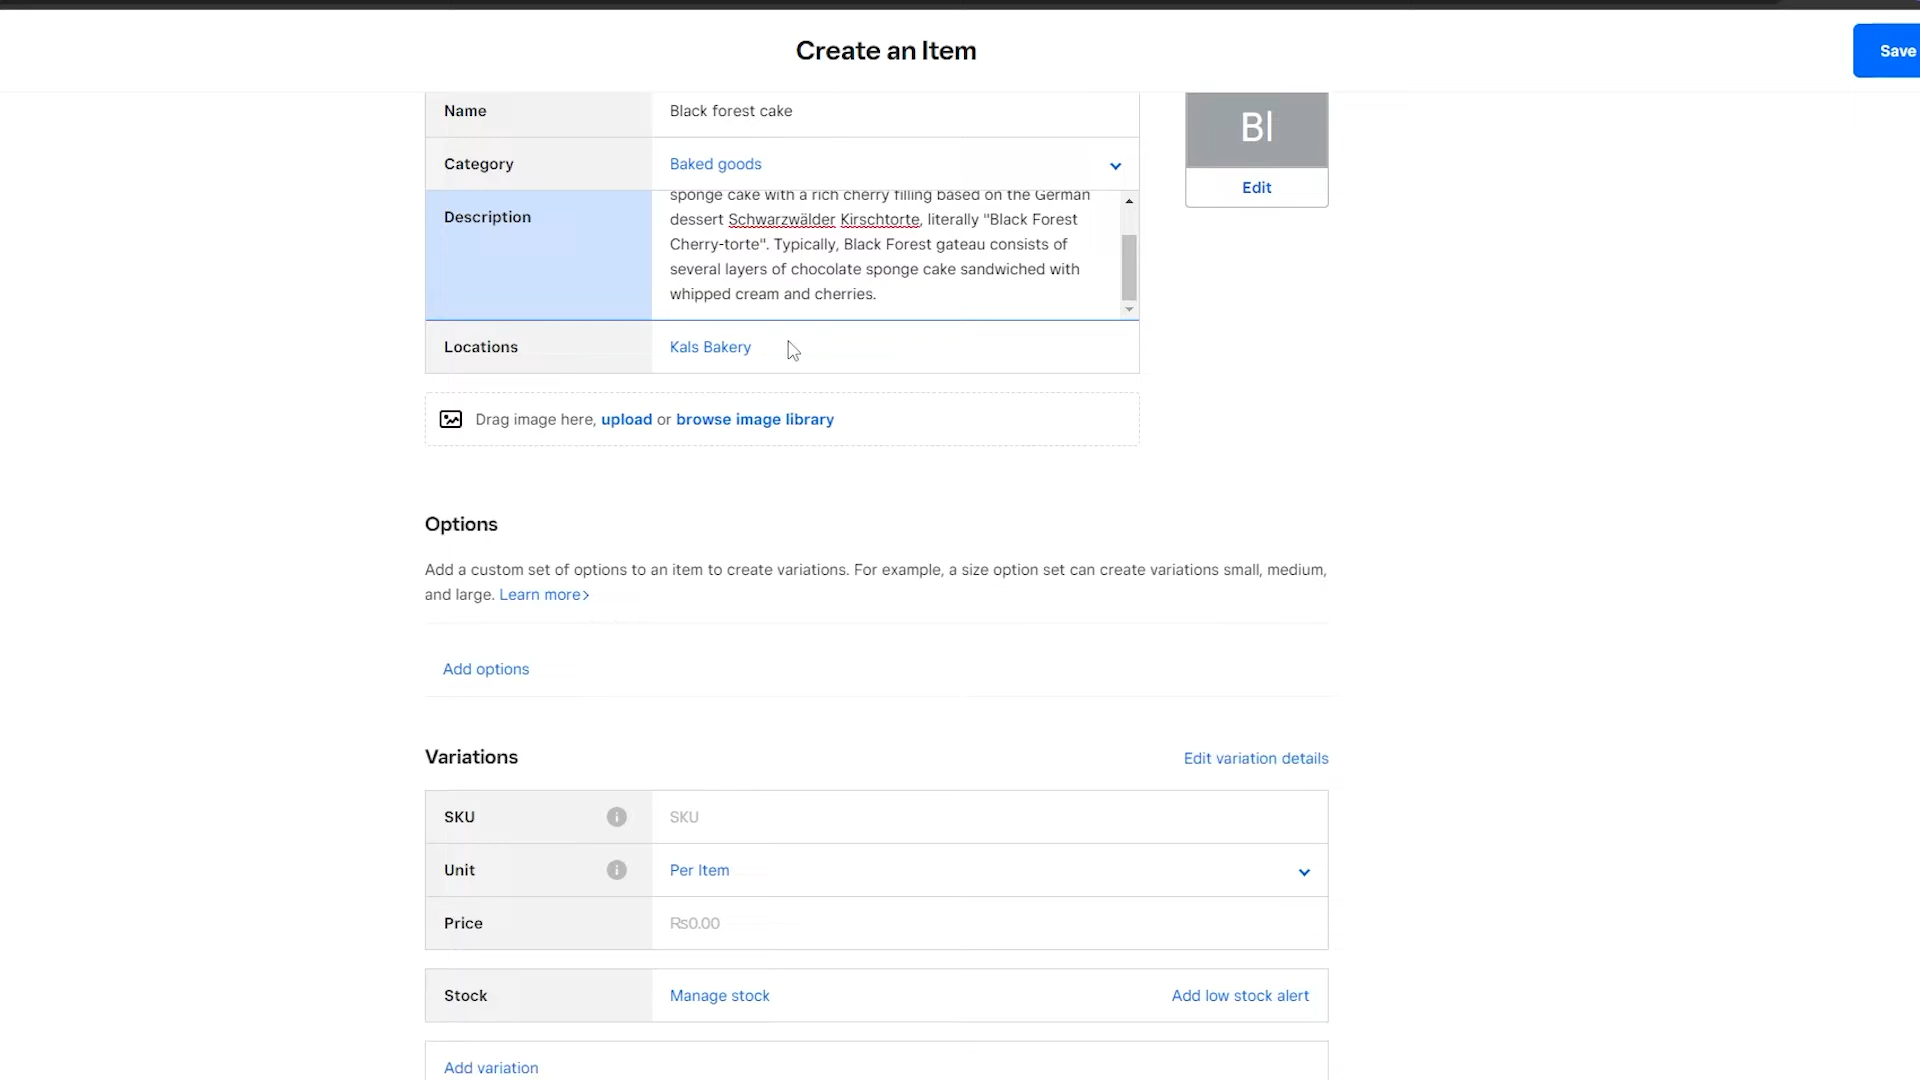 Create an Item
Save
Name
Black forest cake
Bl
Category
Baked goods
Edit
Description
sponge cake with a rich cherry filling based on the German
dessert Schwarzwälder Kirschtorte, literally "Black Forest
Cherry-torte". Typically, Black Forest gateau consists of
several layers of chocolate sponge cake sandwiched with
whipped cream and cherries.
Locations
Kals Bakery
Drag image here, upload or browse image library
Options
Add a custom set of options to an item to create variations. For example, a size option set can create variations small, medium,
and large. Learn more
Add options
Variations
Edit variation details
SKU
SKU
Unit
Per Item
Price
Rs0.00
Stock
Manage stock
Add low stock alert
Add variation